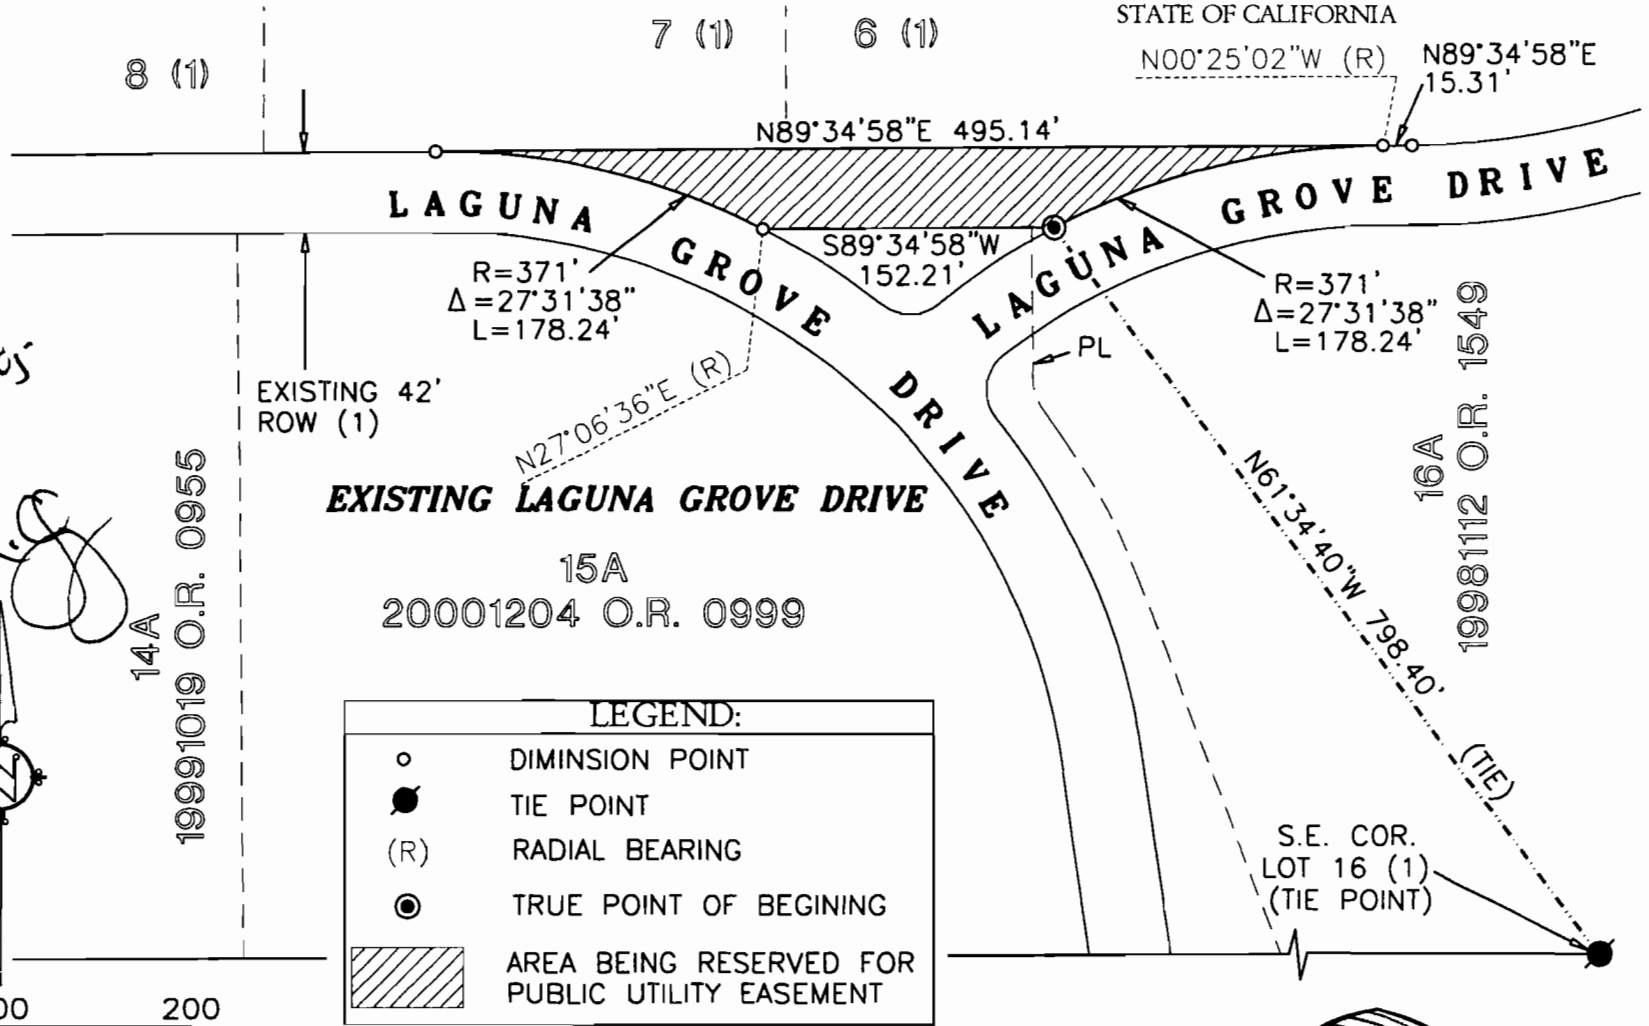 STATE OF CALIFORNIA
8 (1)
7 (1)
6 (1)
N00°25'02"W (R)
N89°34'58"E
15.31'
N89°34'58"E 495.14'
LAGUNA GROVE DRIVE
LAGUNA GROVE DRIVE
S89°34'58"W
152.21'
R=371'
Δ=27°31'38"
L=178.24'
R=371'
Δ=27°31'38"
L=178.24'
PL
EXISTING 42'
ROW (1)
N27°06'36"E (R)
EXISTING LAGUNA GROVE DRIVE
15A
20001204 O.R. 0999
14A
19991019 O.R. 0955
16A
19981112 O.R. 1549
N61°34'40"W 798.40'
(TIE)
S.E. COR.
LOT 16 (1)
(TIE POINT)
LEGEND:
DIMINSION POINT
TIE POINT
(R) RADIAL BEARING
TRUE POINT OF BEGINING
AREA BEING RESERVED FOR
PUBLIC UTILITY EASEMENT
200